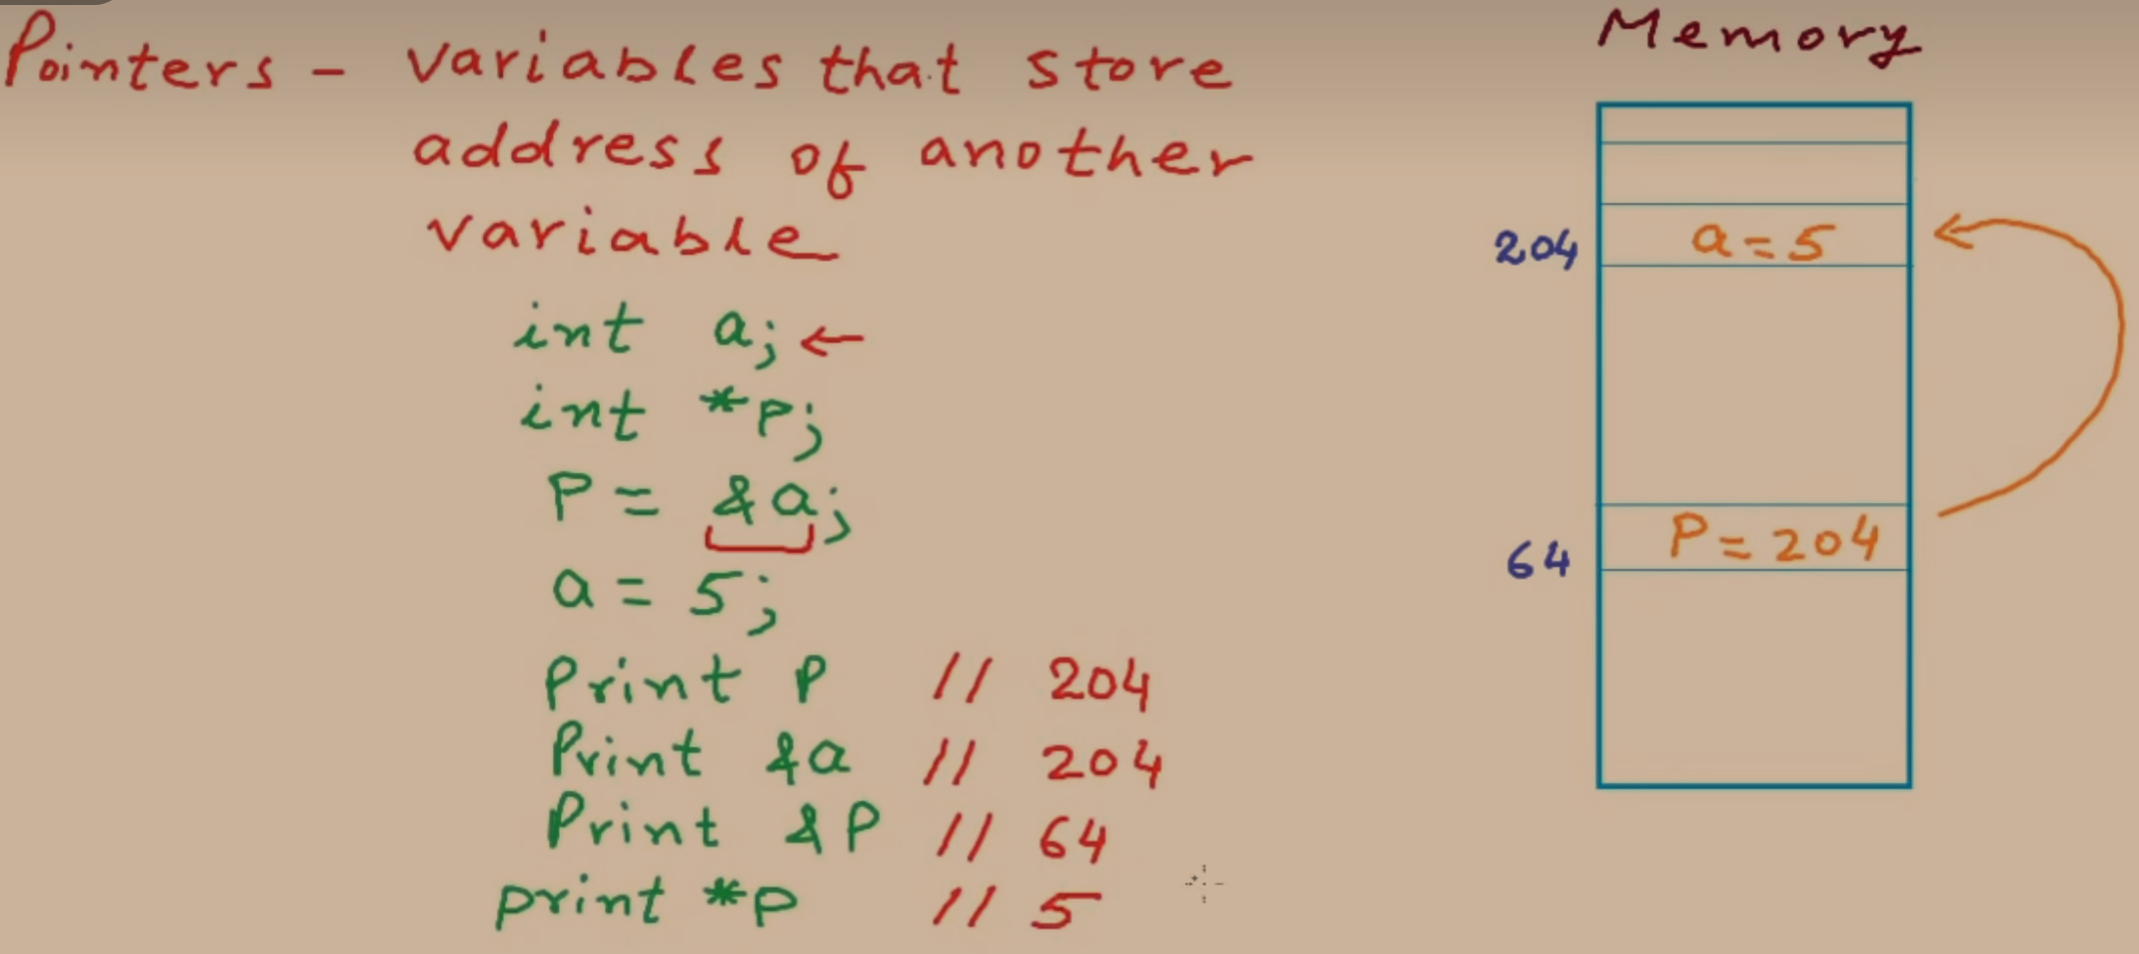 Pointers - variables that store
address of another
variable
int a; ←
int *p;
P = &a;
a = 5;
Print P // 204
Print &a // 204
Print &P // 64
print *p // 5
Memory
204 a = 5
64 P = 204